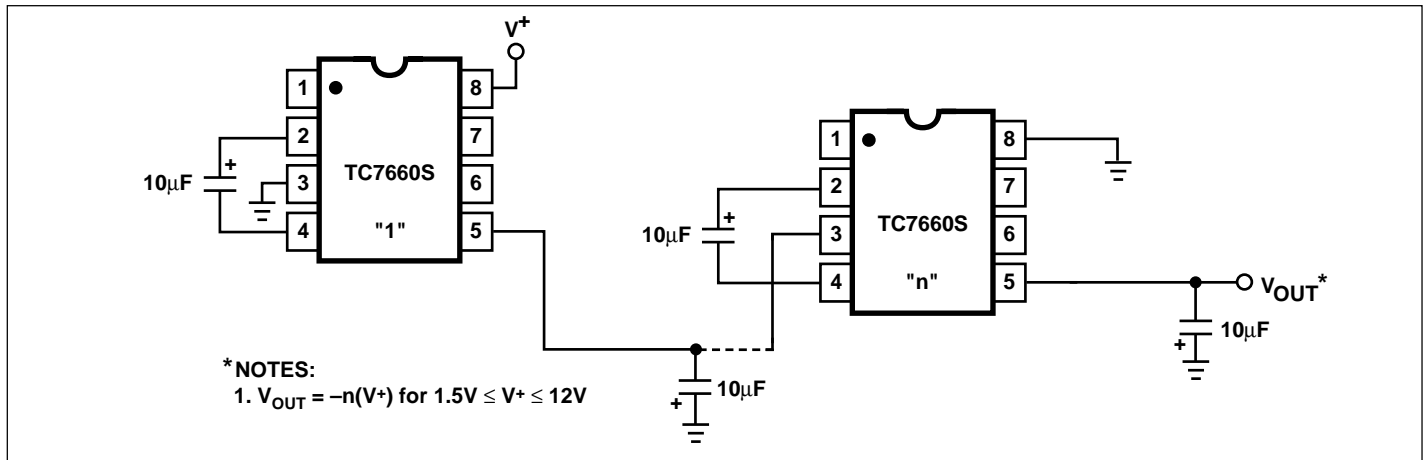 V+
1
8
2
7
3
6
4
5
TC7660S
"1"
+
10µF
1
8
2
7
3
6
4
5
TC7660S
"n"
+
10µF
VOUT*
10µF
+
10µF
+
*NOTES:
1. VOUT = –n(V+) for 1.5V ≤ V+ ≤ 12V